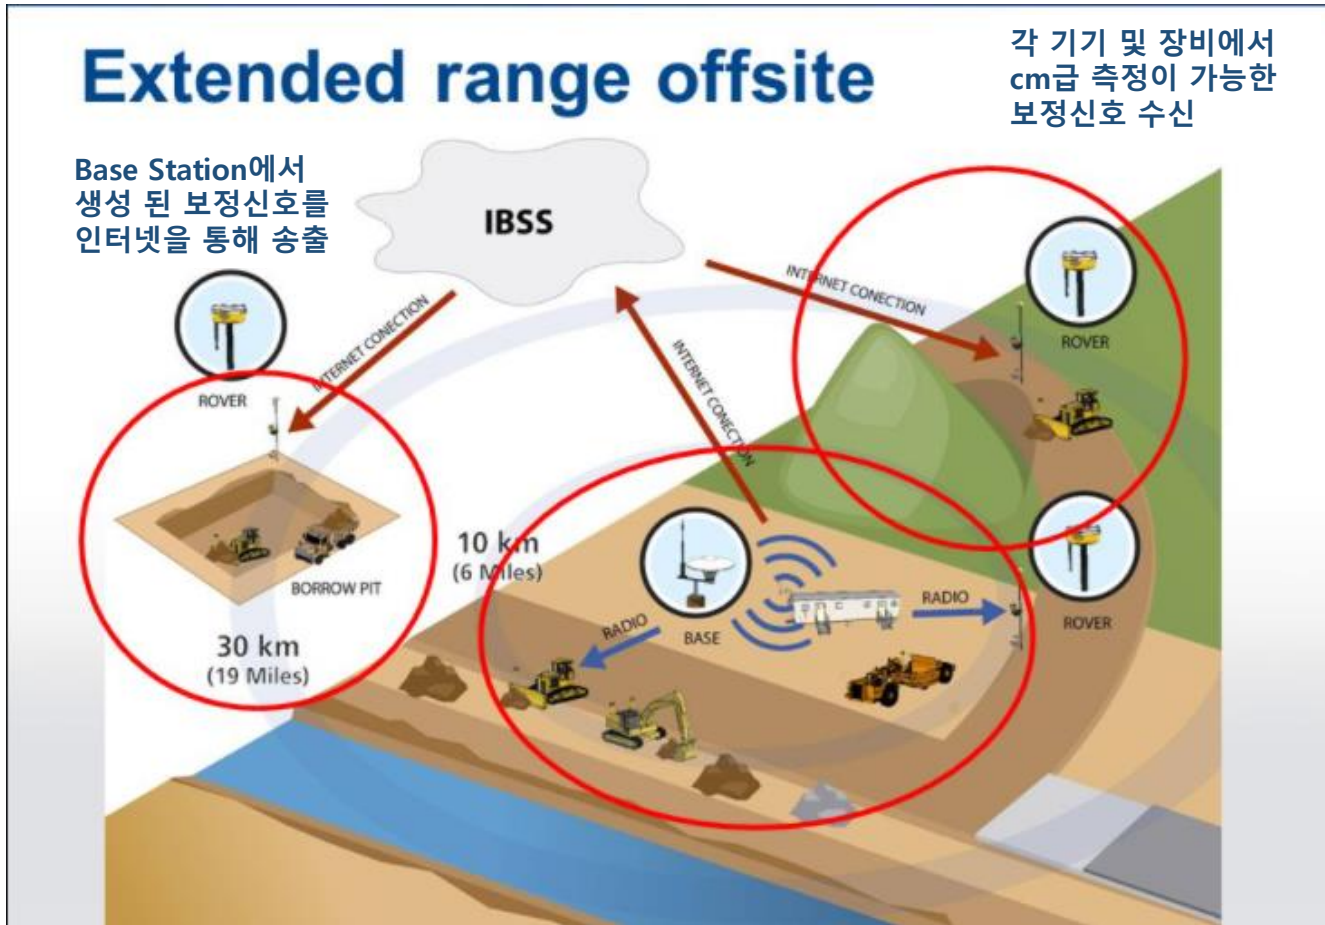 Extended range offsite
각 기기 및 장비에서
cm급 측정이 가능한
보정신호 수신
Base Station에서
생성 된 보정신호를
인터넷을 통해 송출
IBSS
INTERNET CONECTION
INTERNET CONECTION
INTERNET CONECTION
ROVER
ROVER
BORROW PIT
30 km
(19 Miles)
10 km
(6 Miles)
RADIO
BASE
RADIO
ROVER